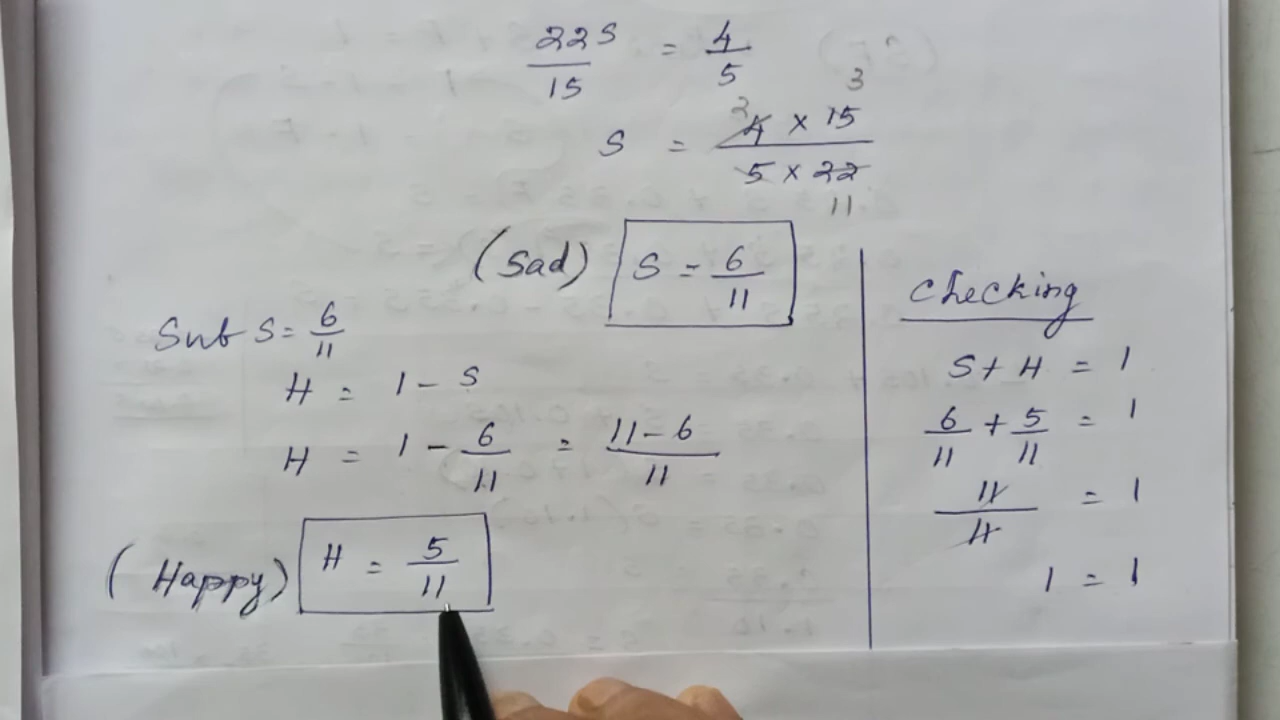 22S/15 = 4/5
S = 4 × 15 / 5 × 22
2 3 11
(Sad) S = 6/11
Sub S = 6/11
H = 1 - S
H = 1 - 6/11 = 11 - 6/11
(Happy) H = 5/11
Checking
S + H = 1
6/11 + 5/11 = 1
11/11 = 1
1 = 1